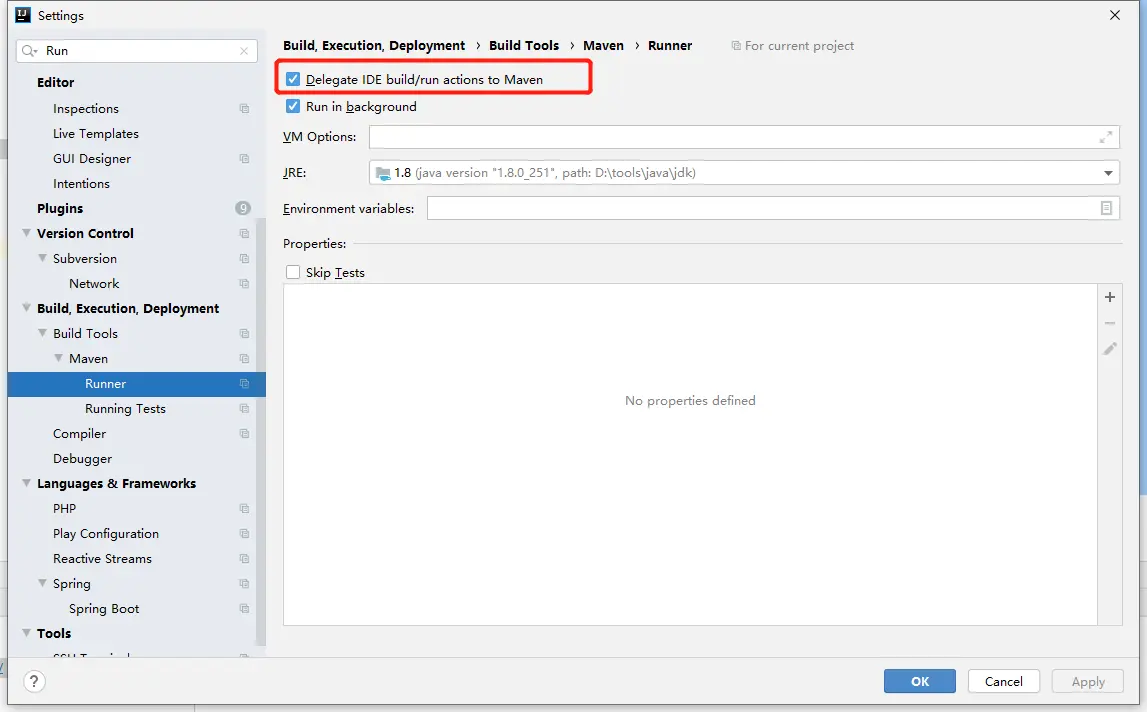 Settings
Run
Editor
Inspections
Live Templates
GUI Designer
Intentions
Plugins 9
Version Control
Subversion
Network
Build, Execution, Deployment
Build Tools
Maven
Runner
Running Tests
Compiler
Debugger
Languages & Frameworks
PHP
Play Configuration
Reactive Streams
Spring
Spring Boot
Tools
Build, Execution, Deployment › Build Tools › Maven › Runner For current project
Delegate IDE build/run actions to Maven
Run in background
VM Options:
JRE: 1.8 (java version "1.8.0_251", path: D:\tools\java\jdk)
Environment variables:
Properties:
Skip Tests
No properties defined
?
OK Cancel Apply